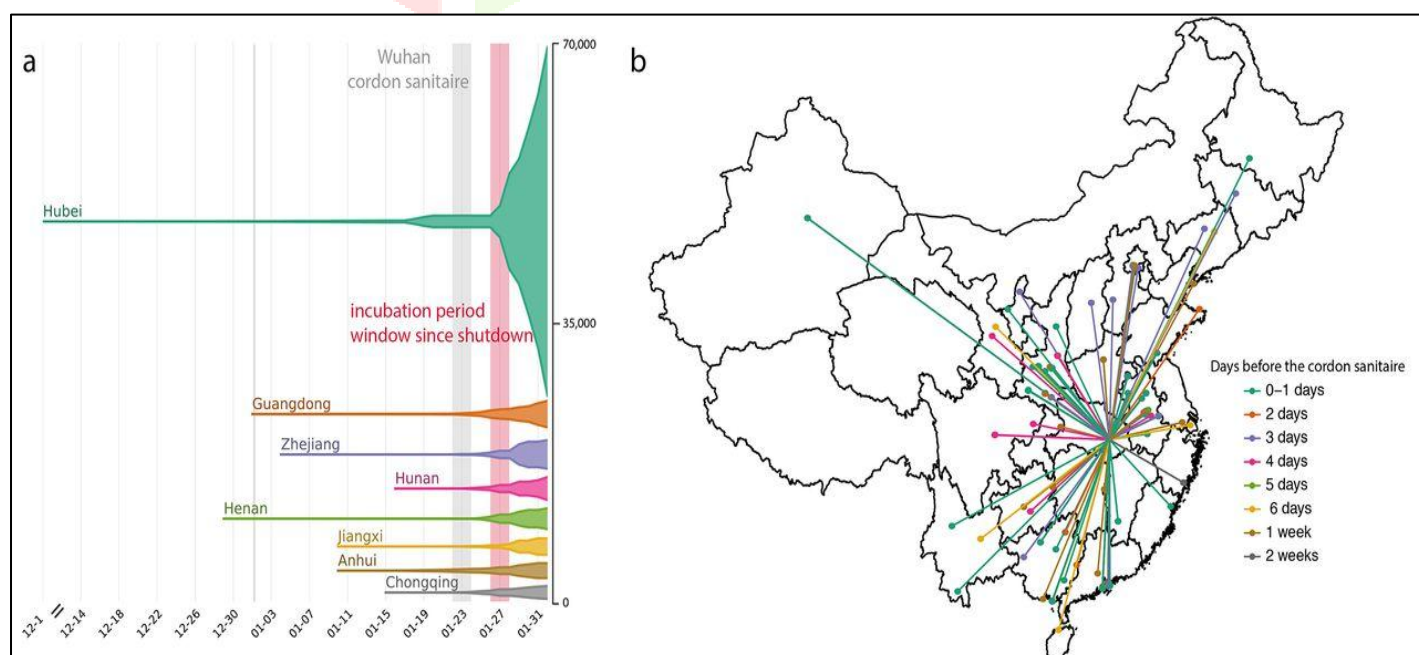 a
Wuhan
cordon sanitaire
70,000
Hubei
incubation period
window since shutdown
35,000
Guangdong
Zhejiang
Hunan
Henan
Jiangxi
Anhui
Chongqing
0
12-1 // 12-14 12-18 12-22 12-26 12-30 01-03 01-07 01-11 01-15 01-19 01-23 01-27 01-31
b
Days before the cordon sanitaire
0–1 days
2 days
3 days
4 days
5 days
6 days
1 week
2 weeks